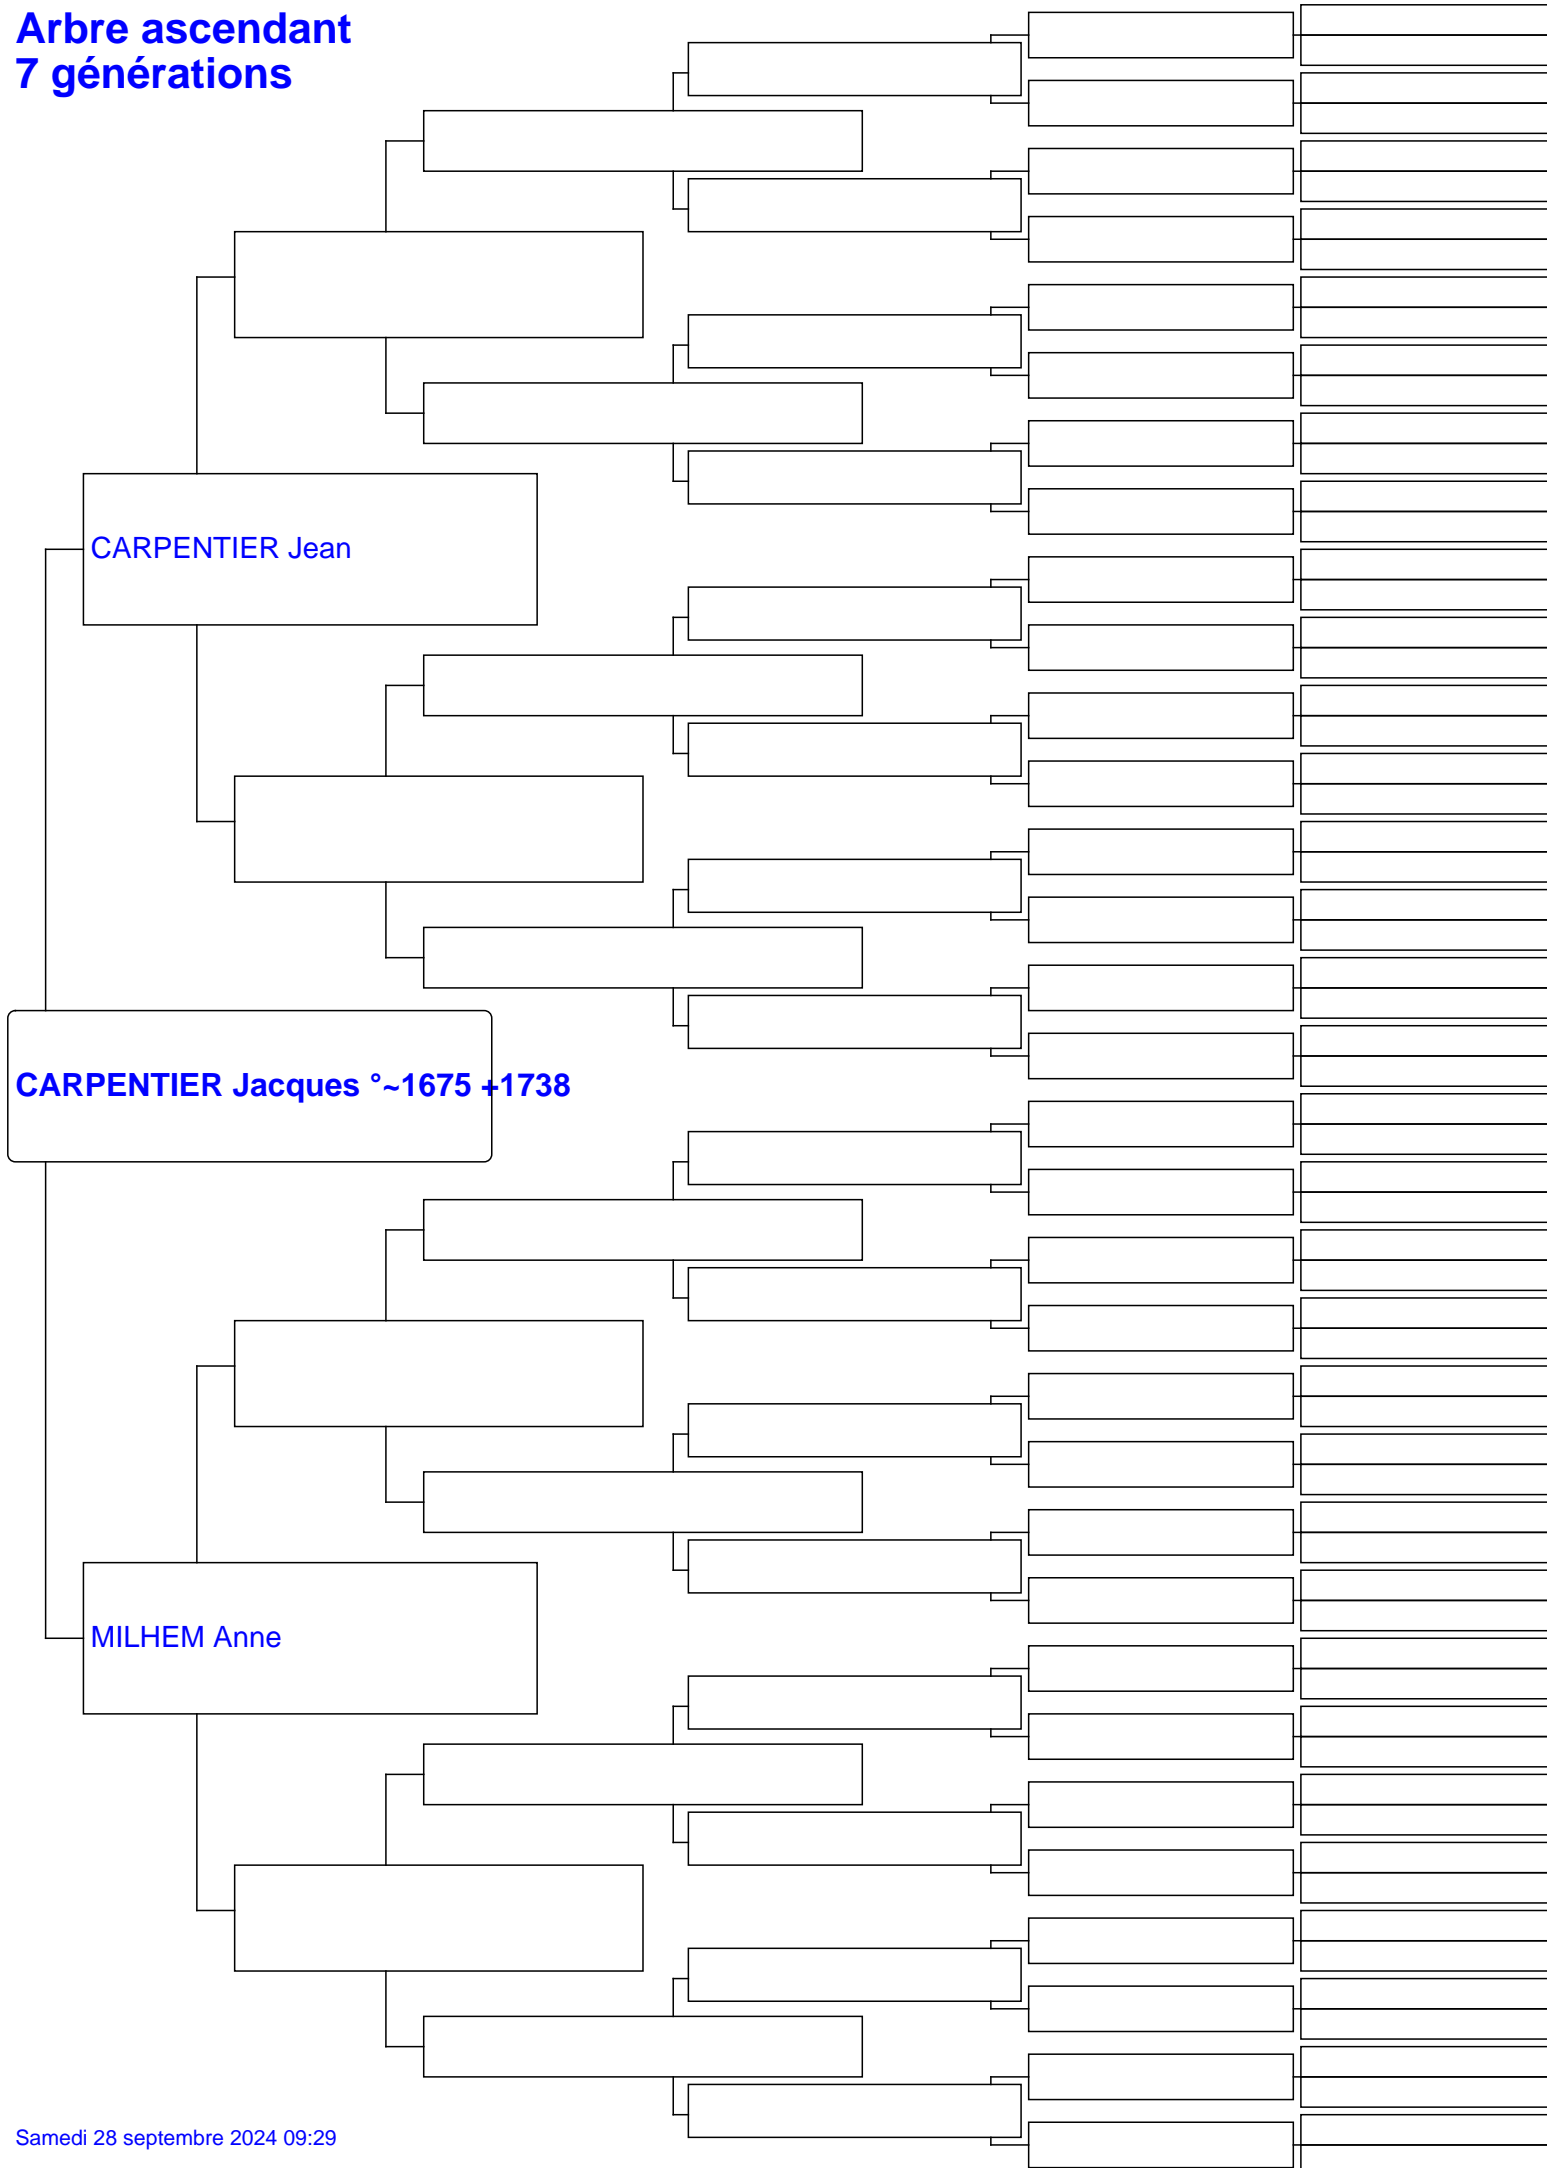 Arbre ascendant
7 générations
CARPENTIER Jean
CARPENTIER Jacques °~1675 +1738
MILHEM Anne
Samedi 28 septembre 2024 09:29